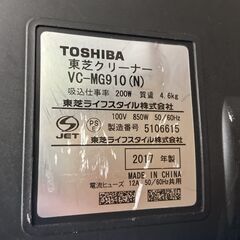 TOSHIBA
東芝クリーナー
VC-MG910(N)
吸込仕事率 200W 質量 4.6kg
東芝ライフスタイル株式会社
100V 850W 50/60Hz
製造番号 5106615
東芝ライフスタイル株式会社
JET
PS
E
2017 年製
MADE IN CHINA
電流ヒューズ 12A・50/60Hz共用